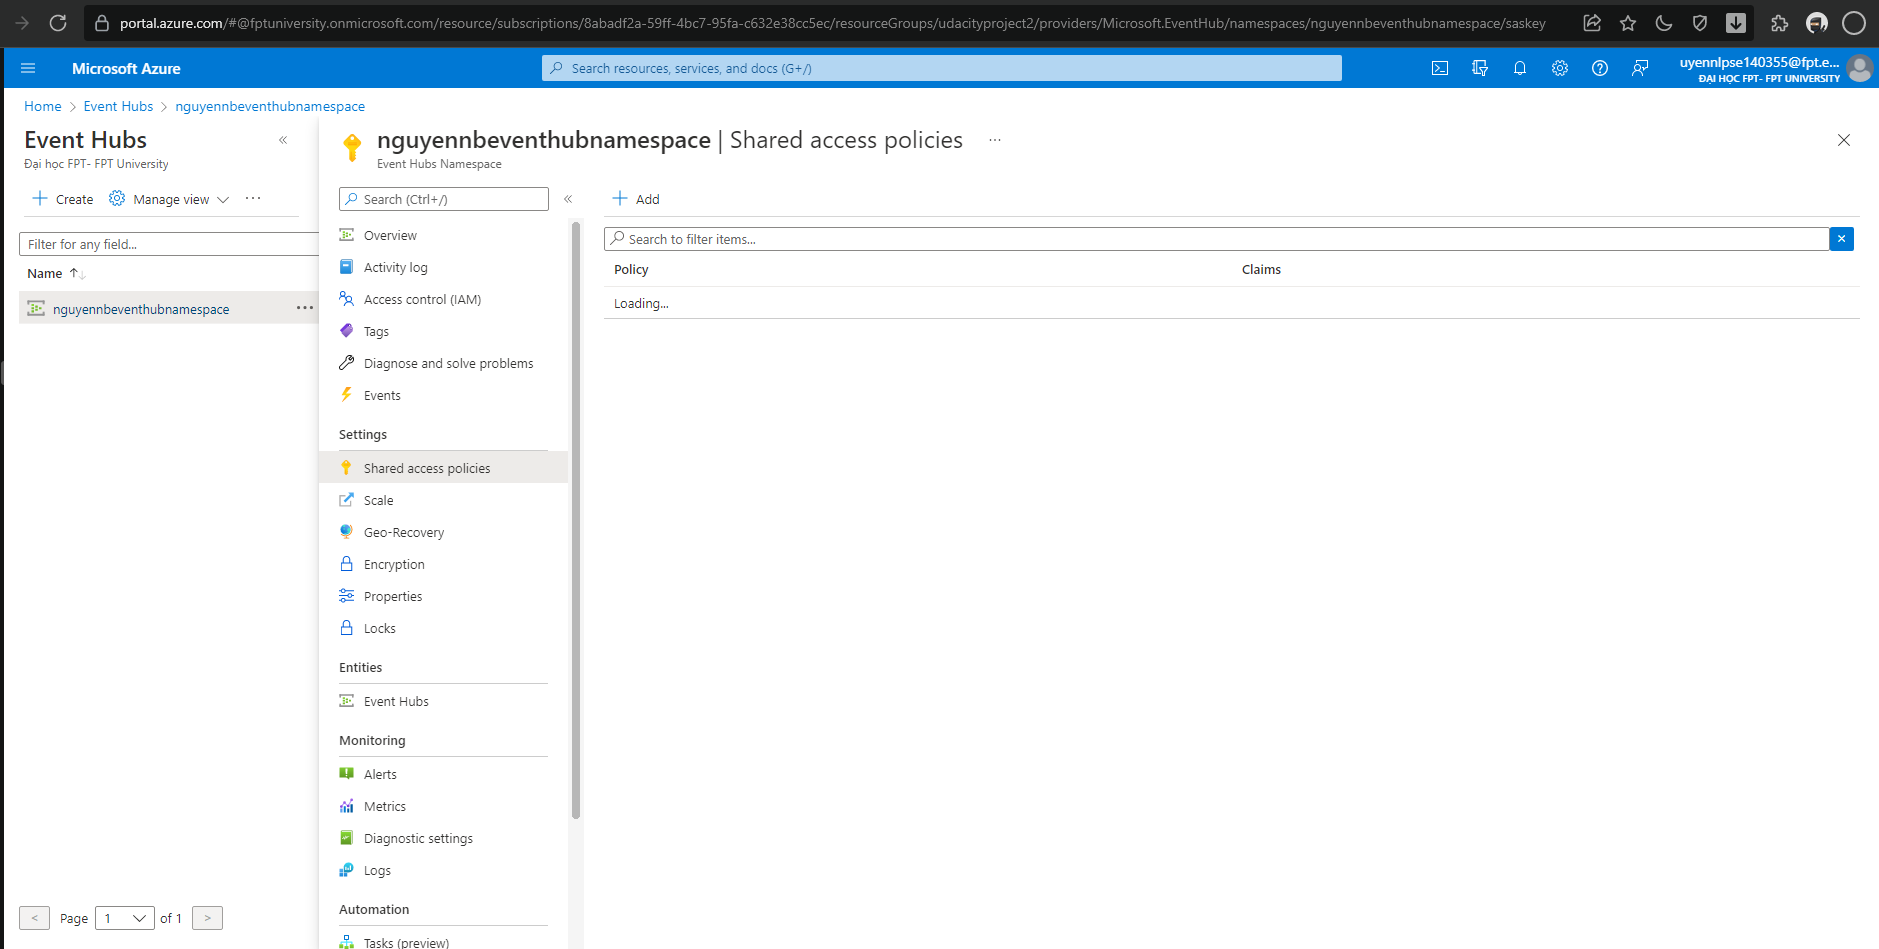 portal.azure.com/#@fptuniversity.onmicrosoft.com/resource/subscriptions/8abadf2a-59ff-4bc7-95fa-c632e38cc5ec/resourceGroups/udacityproject2/providers/Microsoft.EventHub/namespaces/nguyennbeventhubnamespace/saskey
Microsoft Azure
Search resources, services, and docs (G+/)
uyennlpse140355@fpt.e...
ĐẠI HỌC FPT- FPT UNIVERSITY
Home > Event Hubs > nguyennbeventhubnamespace
Event Hubs
Đại học FPT- FPT University
Create
Manage view
Filter for any field...
Name
nguyennbeventhubnamespace
< Page 1 of 1 >
nguyennbeventhubnamespace | Shared access policies
Event Hubs Namespace
Search (Ctrl+/)
Overview
Activity log
Access control (IAM)
Tags
Diagnose and solve problems
Events
Settings
Shared access policies
Scale
Geo-Recovery
Encryption
Properties
Locks
Entities
Event Hubs
Monitoring
Alerts
Metrics
Diagnostic settings
Logs
Automation
Tasks (preview)
Add
Search to filter items...
Policy Claims
Loading...